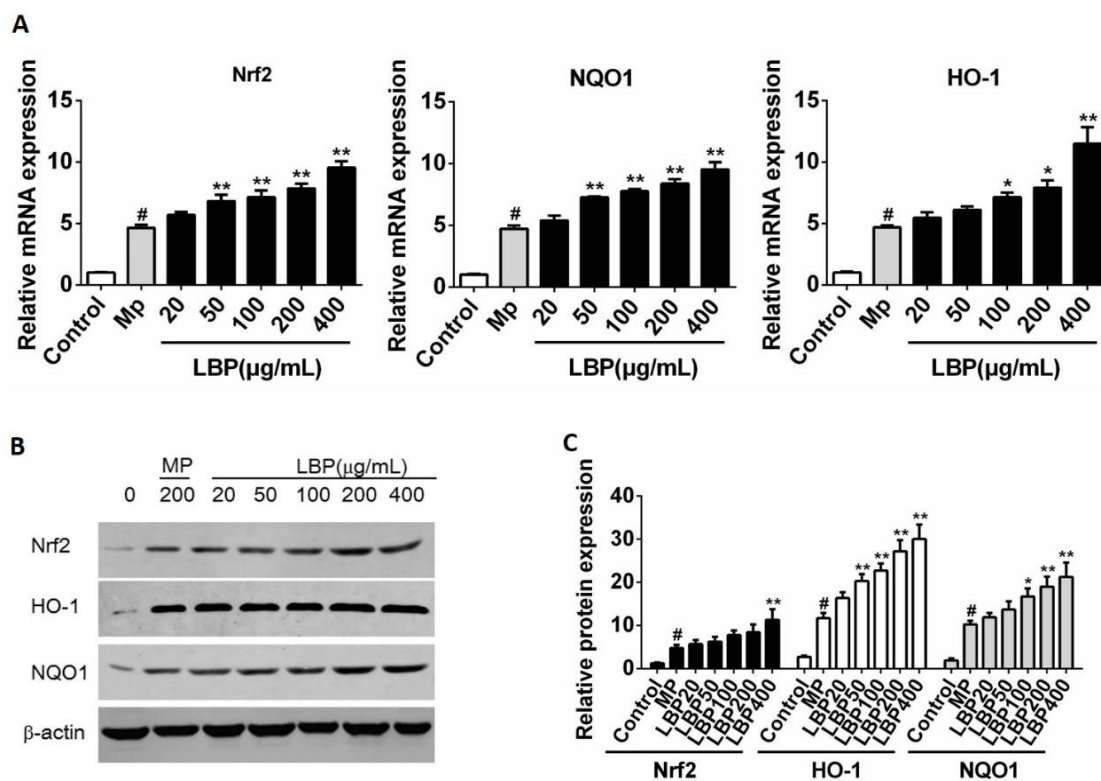 A
Nrf2
NQO1
HO-1
Relative mRNA expression
15
10
5
0
#
**
**
**
**
Control
Mp
20
50
100
200
400
LBP(μg/mL)
Relative mRNA expression
15
10
5
0
#
**
**
**
**
Control
Mp
20
50
100
200
400
LBP(μg/mL)
Relative mRNA expression
15
10
5
0
#
*
*
**
Control
Mp
20
50
100
200
400
LBP(μg/mL)
B
MP LBP(μg/mL)
0 200 20 50 100 200 400
Nrf2
HO-1
NQO1
β-actin
C
Relative protein expression
40
30
20
10
0
#
**
#
**
**
**
**
#
*
**
**
Control
MP
LBP20
LBP50
LBP100
LBP200
LBP400
Control
MP
LBP20
LBP50
LBP100
LBP200
LBP400
Control
MP
LBP20
LBP50
LBP100
LBP200
LBP400
Nrf2 HO-1 NQO1